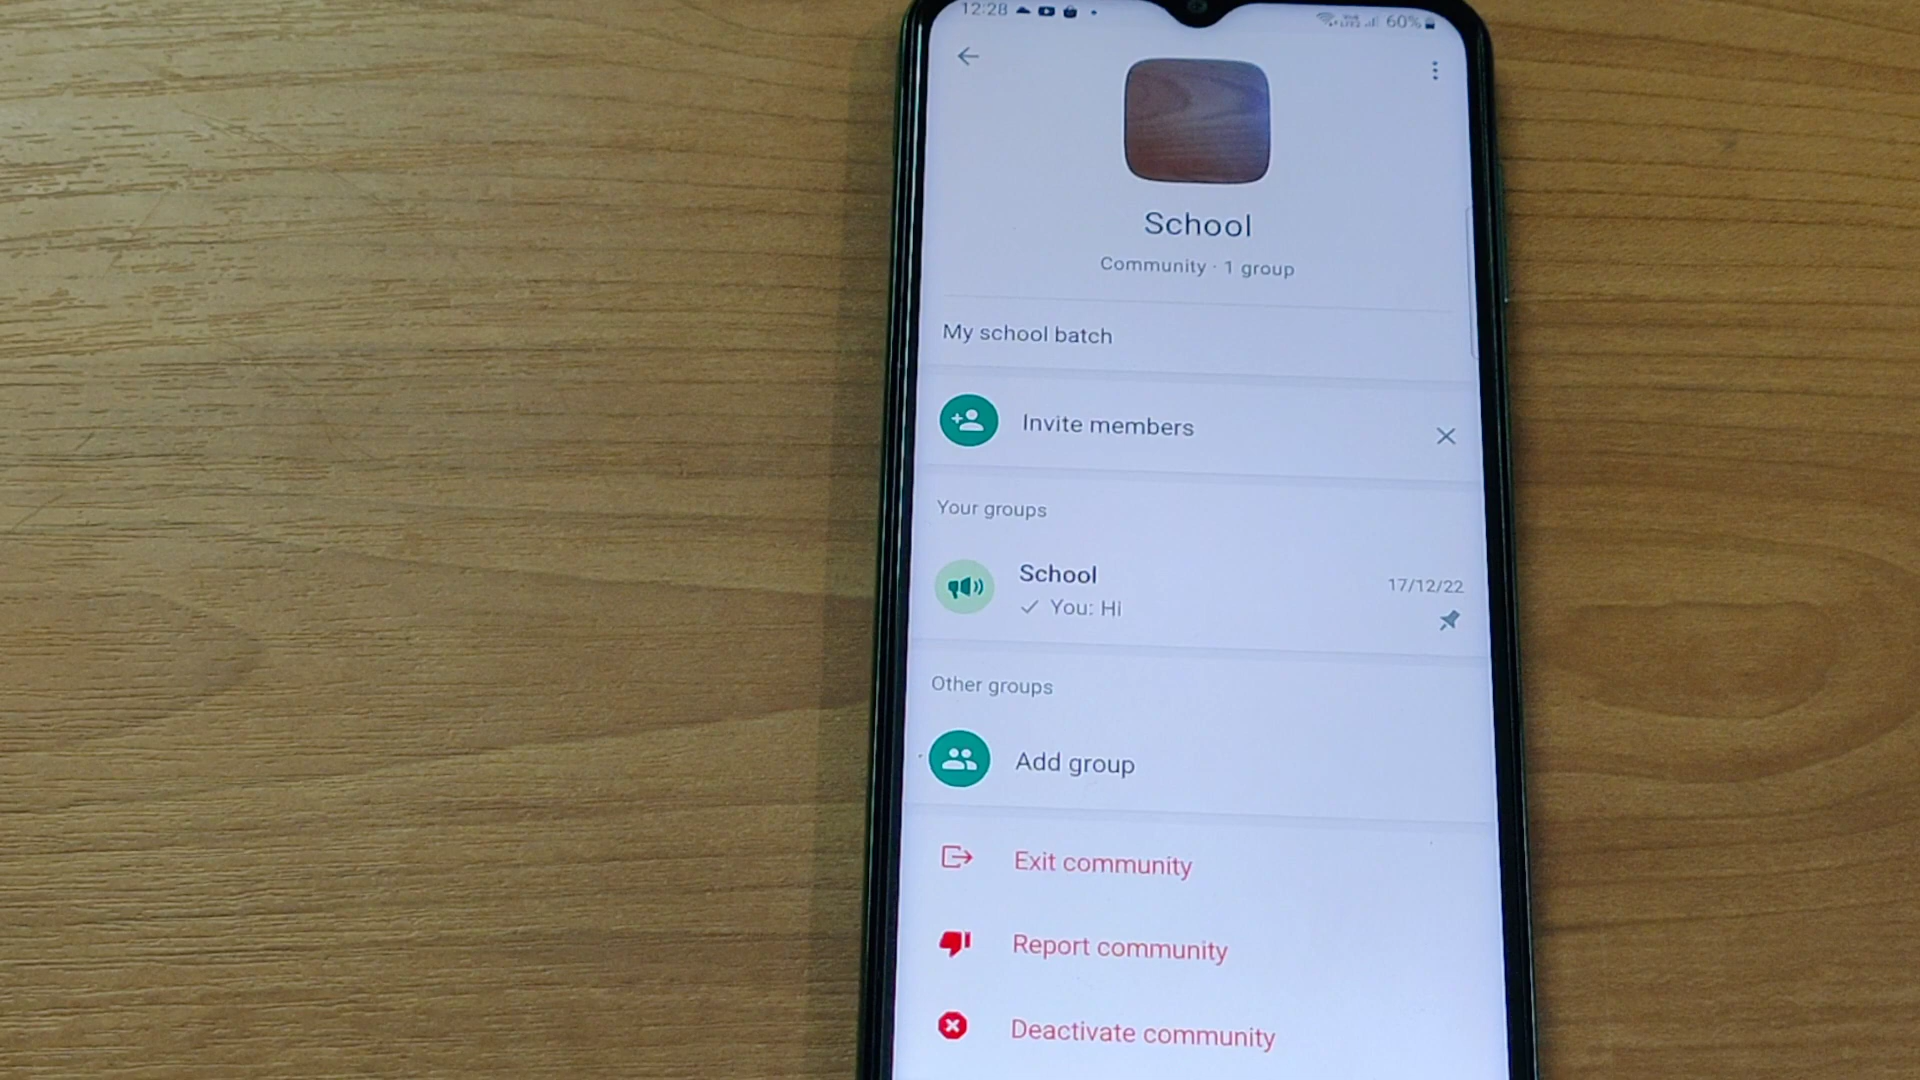 12:28 60%
School
Community · 1 group
My school batch
Invite members
Your groups
School 17/12/22
You: Hi
Other groups
Add group
Exit community
Report community
Deactivate community